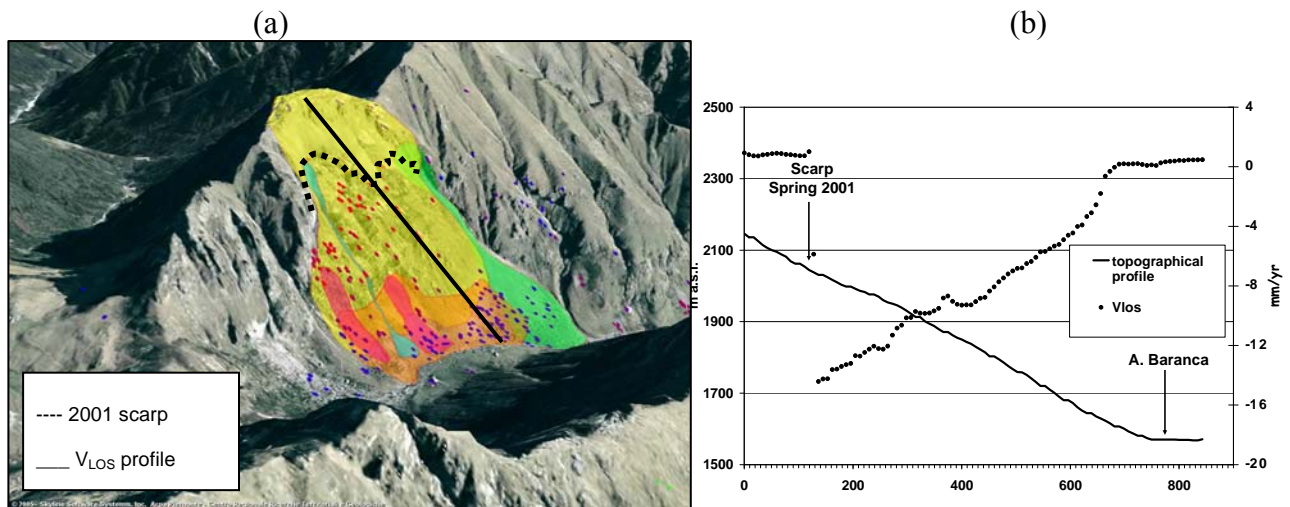 (a)
(b)
---- 2001 scarp
____ VLOS profile
2500
2300
2100
1900
1700
1500
m a.s.l.
4
0
-4
-8
-12
-16
-20
mm/yr
0
200
400
600
800
Scarp
Spring 2001
topographical
profile
Vlos
A. Baranca